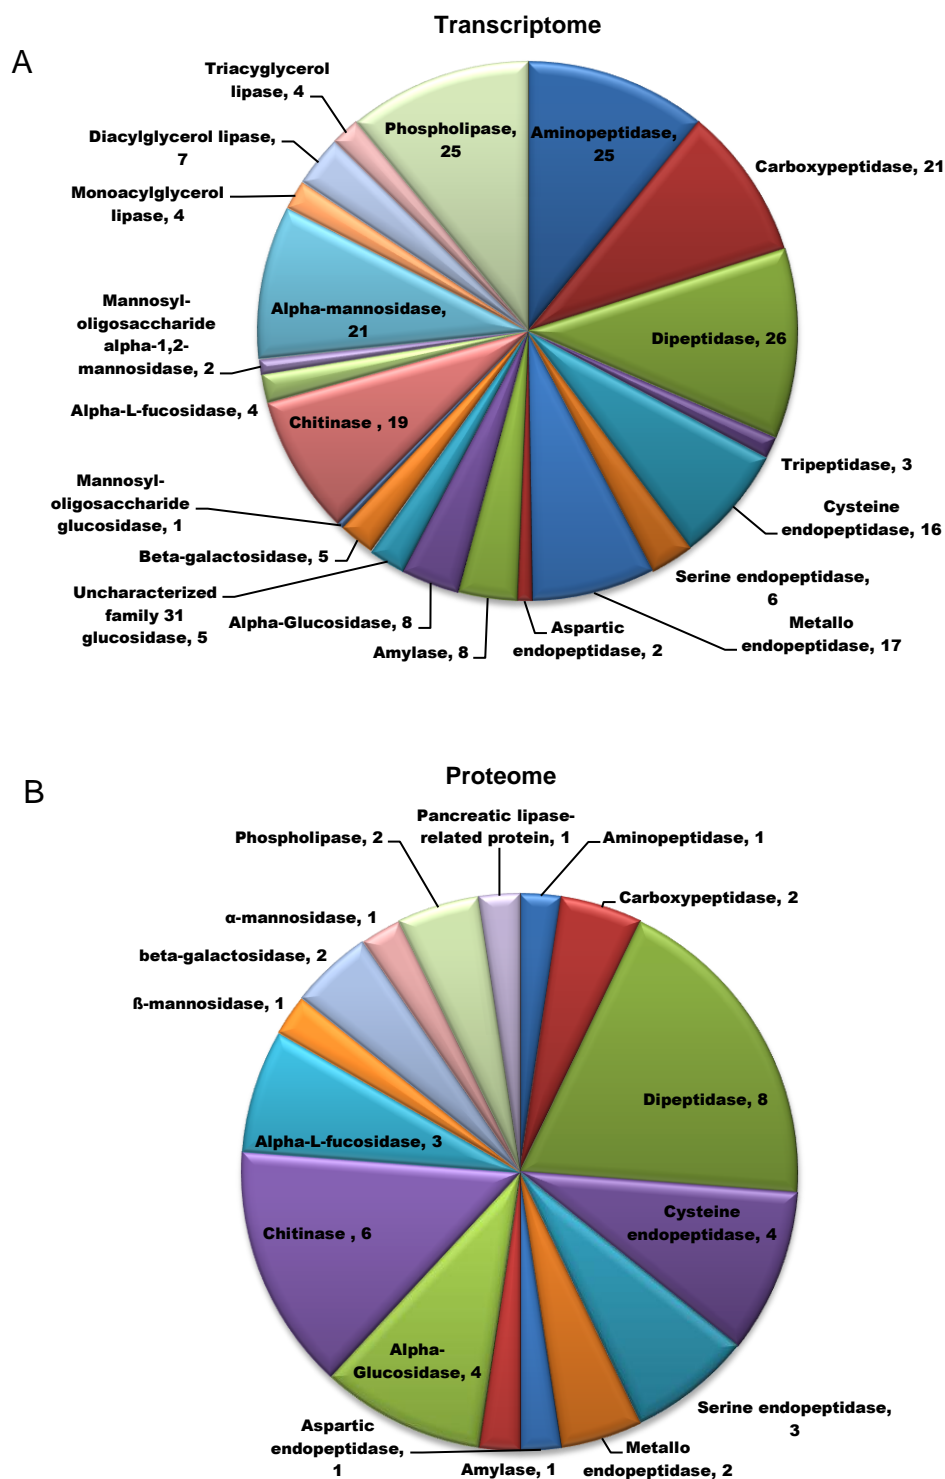 Transcriptome
A
Triacyglycerol
lipase, 4
Phospholipase,
25
Aminopeptidase,
25
Diacylglycerol lipase,
7
Carboxypeptidase, 21
Monoacylglycerol
lipase, 4
Alpha-mannosidase,
21
Dipeptidase, 26
Mannosyl-
oligosaccharide
alpha-1,2-
mannosidase, 2
Alpha-L-fucosidase, 4
Chitinase , 19
Tripeptidase, 3
Mannosyl-
oligosaccharide
glucosidase, 1
Cysteine
endopeptidase, 16
Beta-galactosidase, 5
Serine endopeptidase,
6
Uncharacterized
family 31
glucosidase, 5
Alpha-Glucosidase, 8
Amylase, 8
Aspartic
endopeptidase, 2
Metallo
endopeptidase, 17
Proteome
B
Pancreatic lipase-
related protein, 1
Phospholipase, 2
Aminopeptidase, 1
Carboxypeptidase, 2
α-mannosidase, 1
beta-galactosidase, 2
ß-mannosidase, 1
Dipeptidase, 8
Alpha-L-fucosidase, 3
Cysteine
endopeptidase, 4
Chitinase , 6
Alpha-
Glucosidase, 4
Serine endopeptidase,
3
Aspartic
endopeptidase,
1
Amylase, 1
Metallo
endopeptidase, 2